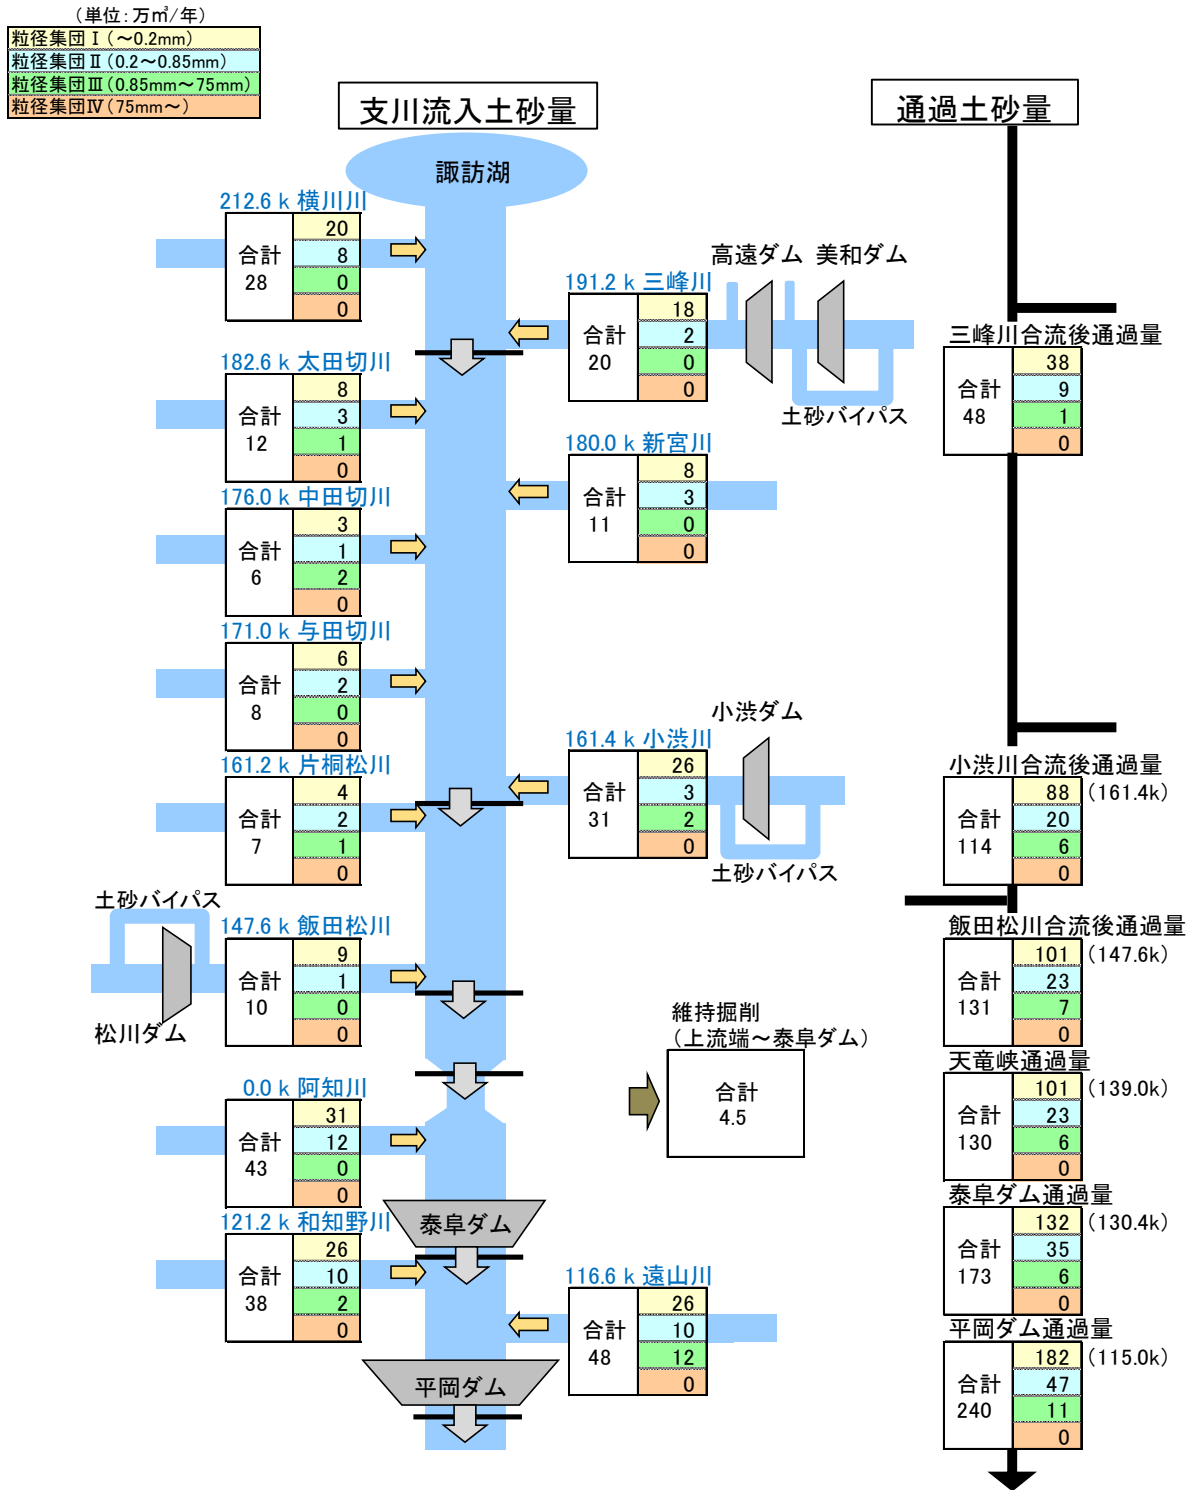 (単位:万㎥/年)
粒径集団Ⅰ(～0.2mm)
粒径集団Ⅱ(0.2～0.85mm)
粒径集団Ⅲ(0.85mm～75mm)
粒径集団Ⅳ(75mm～)
支川流入土砂量
諏訪湖
212.6k 横川川
合計
28
20
8
0
0
191.2k 三峰川
合計
20
18
2
0
0
高遠ダム 美和ダム
土砂バイパス
182.6k 太田切川
合計
12
8
3
1
0
180.0k 新宮川
合計
11
8
3
0
0
176.0k 中田切川
合計
6
3
1
2
0
171.0k 与田切川
合計
8
6
2
0
0
161.4k 小渋川
合計
31
26
3
2
0
小渋ダム
土砂バイパス
161.2k 片桐松川
合計
7
4
2
1
0
土砂バイパス
松川ダム
147.6k 飯田松川
合計
10
9
1
0
0
維持掘削
(上流端～泰阜ダム)
合計
4.5
0.0k 阿知川
合計
43
31
12
0
0
泰阜ダム
121.2k 和知野川
合計
38
26
10
2
0
116.6k 遠山川
合計
48
26
10
12
0
平岡ダム
通過土砂量
三峰川合流後通過量
合計
48
38
9
1
0
小渋川合流後通過量
合計
114
88
20
6
0
(161.4k)
飯田松川合流後通過量
合計
131
101
23
7
0
(147.6k)
天竜峡通過量
合計
130
101
23
6
0
(139.0k)
泰阜ダム通過量
合計
173
132
35
6
0
(130.4k)
平岡ダム通過量
合計
240
182
47
11
0
(115.0k)